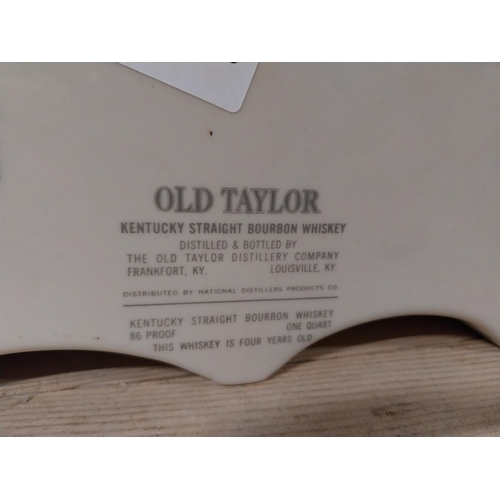 OLD TAYLOR
KENTUCKY STRAIGHT BOURBON WHISKEY
DISTILLED & BOTTLED BY
THE OLD TAYLOR DISTILLERY COMPANY
FRANKFORT, KY. LOUISVILLE, KY.
DISTRIBUTED BY NATIONAL DISTILLERS PRODUCTS CO.
KENTUCKY STRAIGHT BOURBON WHISKEY
86 PROOF ONE QUART
THIS WHISKEY IS FOUR YEARS OLD